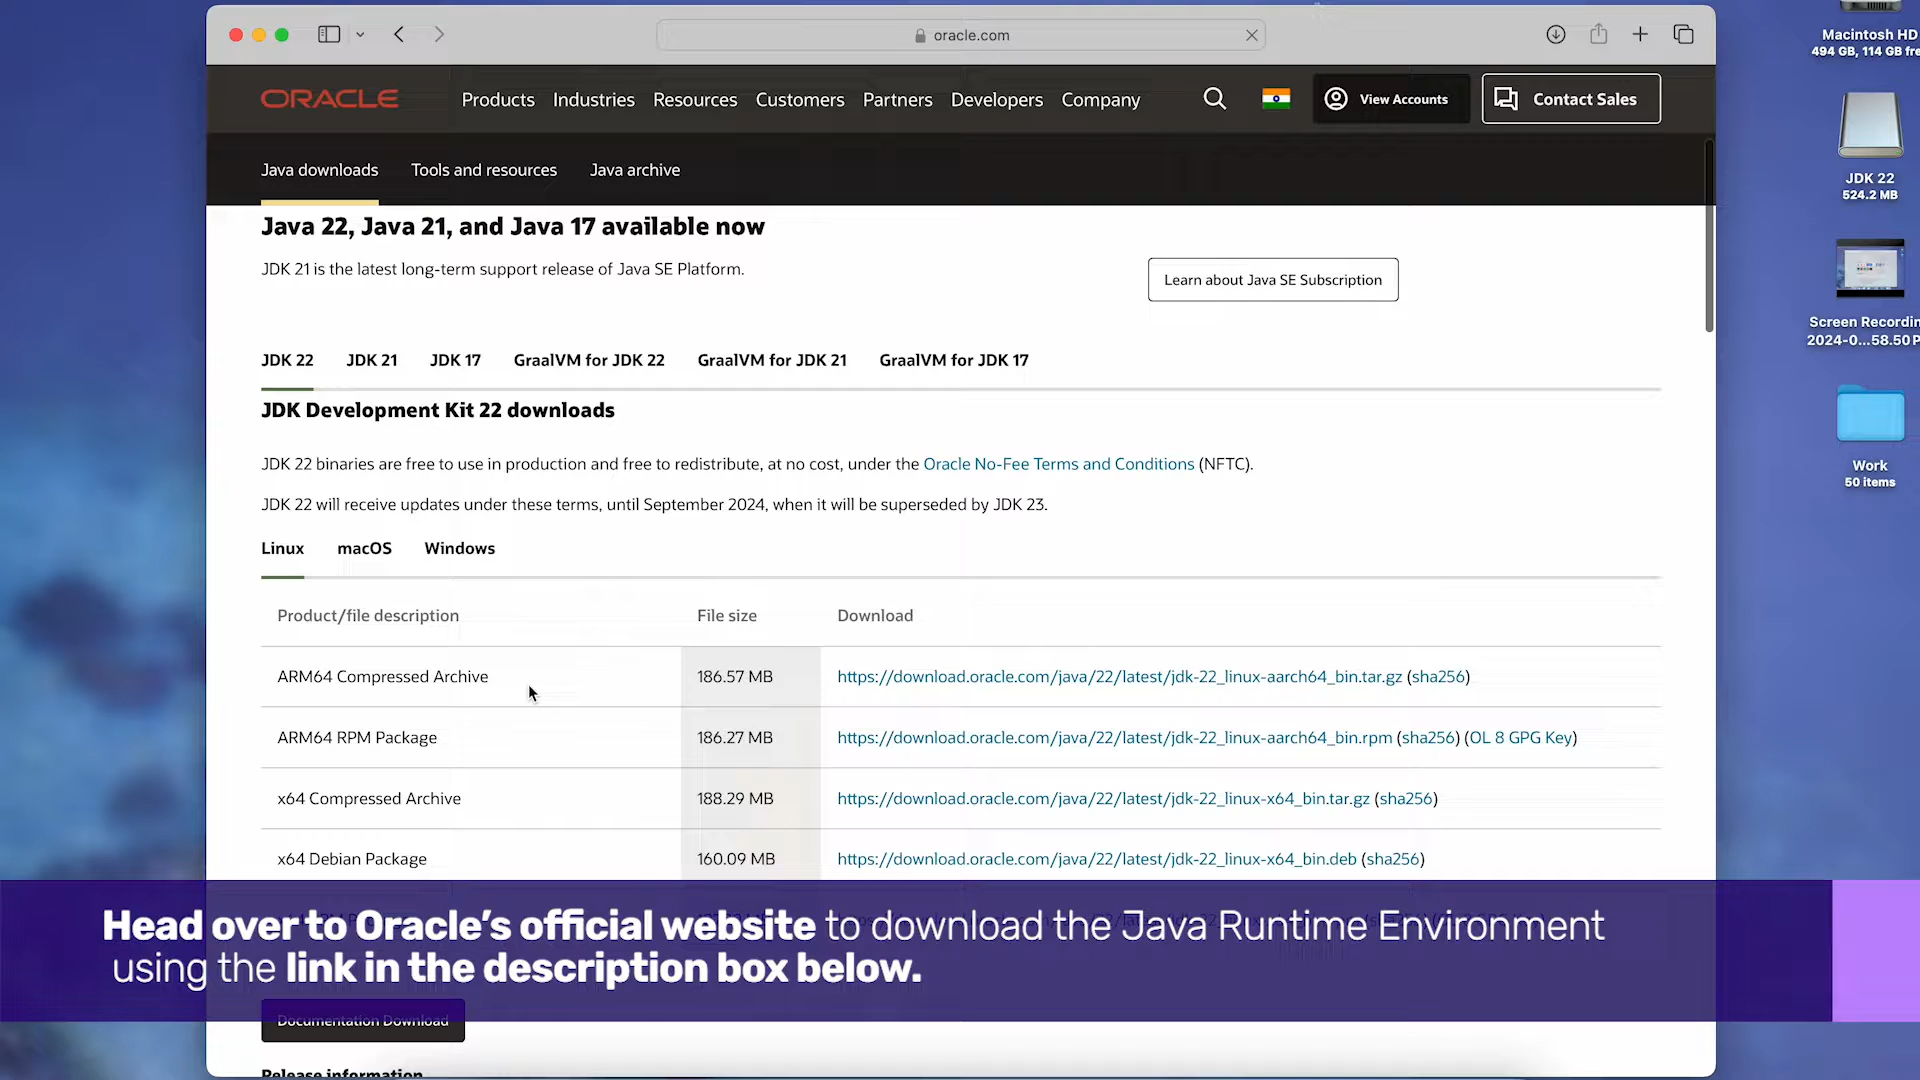 oracle.com
Macintosh HD
494 GB, 114 GB fre
ORACLE
Products Industries Resources Customers Partners Developers Company
View Accounts
Contact Sales
Java downloads Tools and resources Java archive
JDK 22
524.2 MB
Java 22, Java 21, and Java 17 available now
JDK 21 is the latest long-term support release of Java SE Platform.
Learn about Java SE Subscription
Screen Recordin
2024-0...58.50 P
JDK 22 JDK 21 JDK 17 GraalVM for JDK 22 GraalVM for JDK 21 GraalVM for JDK 17
JDK Development Kit 22 downloads
JDK 22 binaries are free to use in production and free to redistribute, at no cost, under the Oracle No-Fee Terms and Conditions (NFTC).
Work
50 items
JDK 22 will receive updates under these terms, until September 2024, when it will be superseded by JDK 23.
Linux macOS Windows
Product/file description File size Download
ARM64 Compressed Archive 186.57 MB https://download.oracle.com/java/22/latest/jdk-22_linux-aarch64_bin.tar.gz (sha256)
ARM64 RPM Package 186.27 MB https://download.oracle.com/java/22/latest/jdk-22_linux-aarch64_bin.rpm (sha256) (OL 8 GPG Key)
x64 Compressed Archive 188.29 MB https://download.oracle.com/java/22/latest/jdk-22_linux-x64_bin.tar.gz (sha256)
x64 Debian Package 160.09 MB https://download.oracle.com/java/22/latest/jdk-22_linux-x64_bin.deb (sha256)
Head over to Oracle's official website to download the Java Runtime Environment
using the link in the description box below.
Documentation Download
Release information